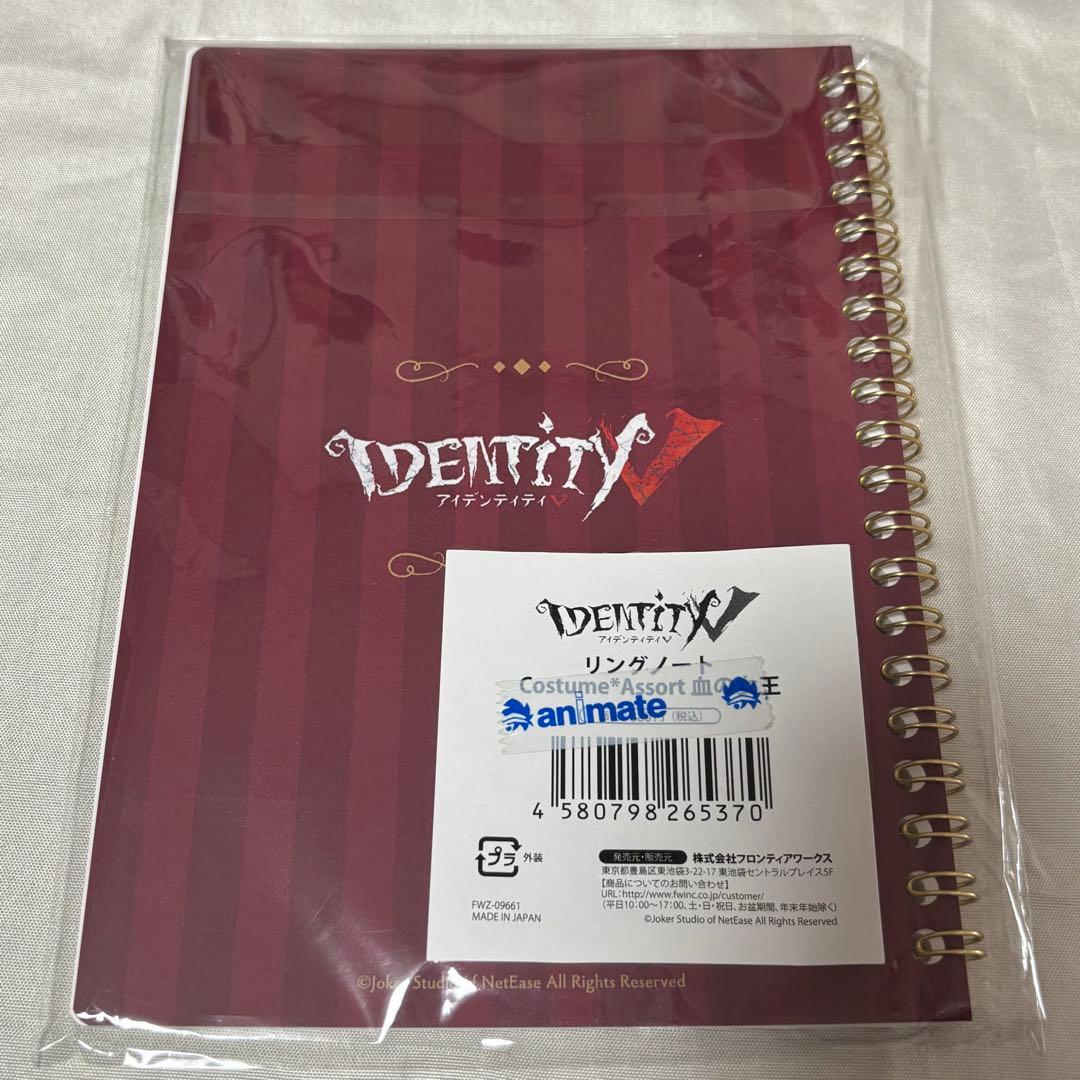 IDENTITY V
アイデンティティV
IDENTITY V
アイデンティティV
リングノート
Costume*Assort 血の 王
animate
(税込)
4 580798 265370
プラ 外装
発売元・販売元 株式会社フロンティアワークス
東京都豊島区東池袋3-22-17 東池袋セントラルプレイス5F
【商品についてのお問い合わせ】
URL:http://www.fwinc.co.jp/customer/
(平日10:00~17:00、土・日・祝日、お盆期間、年末年始除く)
FWZ-09661
MADE IN JAPAN
©Joker Studio of NetEase All Rights Reserved
©Joker Studio of NetEase All Rights Reserved